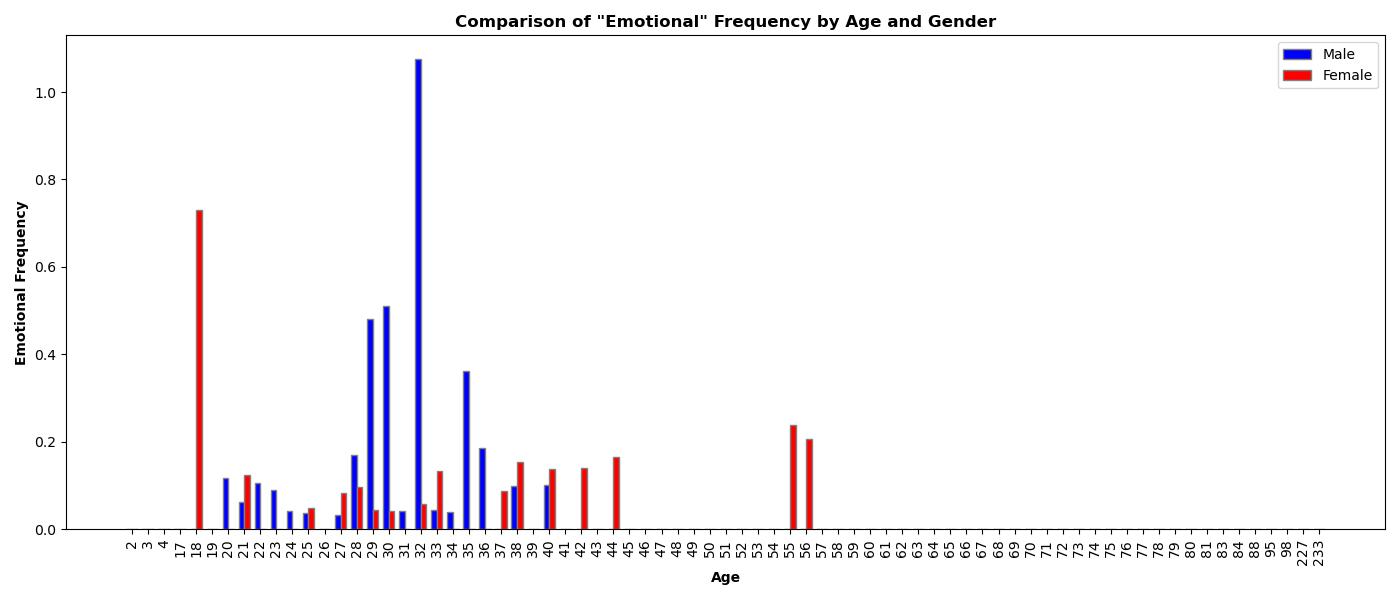 Comparison of "Emotional" Frequency by Age and Gender
Male
Female
Emotional Frequency
1.0
0.8
0.6
0.4
0.2
0.0
2 3 4 17 18 19 20 21 22 23 24 25 26 27 28 29 30 31 32 33 34 35 36 37 38 39 40 41 42 43 44 45 46 47 48 49 50 51 52 53 54 55 56 57 58 59 60 61 62 63 64 65 66 67 68 69 70 71 72 73 74 75 76 77 78 79 80 81 83 84 88 95 98 227 233
Age